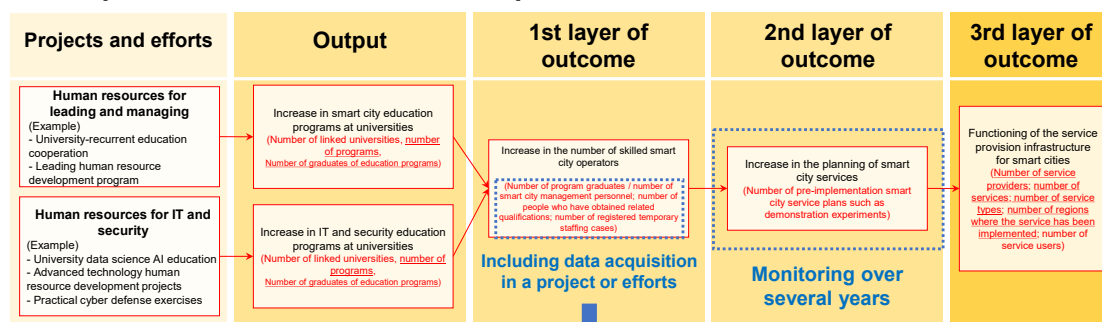 Projects and efforts
Output
1st layer of
outcome
2nd layer of
outcome
3rd layer of
outcome
Human resources for
leading and managing
(Example)
- University-recurrent education
cooperation
- Leading human resource
development program
Human resources for IT and
security
(Example)
- University data science AI education
- Advanced technology human
resource development projects
- Practical cyber defense exercises
Increase in smart city education
programs at universities
(Number of linked universities, number
of programs,
Number of graduates of education programs)
Increase in IT and security education
programs at universities
(Number of linked universities, number of
programs,
Number of graduates of education programs)
Increase in the number of skilled smart
city operators
(Number of program graduates / number of
smart city management personnel; number of
people who have obtained related
qualifications; number of registered temporary
staffing cases)
Including data acquisition
in a project or efforts
Increase in the planning of smart
city services
(Number of pre-implementation smart
city service plans such as
demonstration experiments)
Monitoring over
several years
Functioning of the service
provision infrastructure
for smart cities
(Number of service
providers; number of
services; number of service
types; number of regions
where the service has been
implemented; number of
service users)